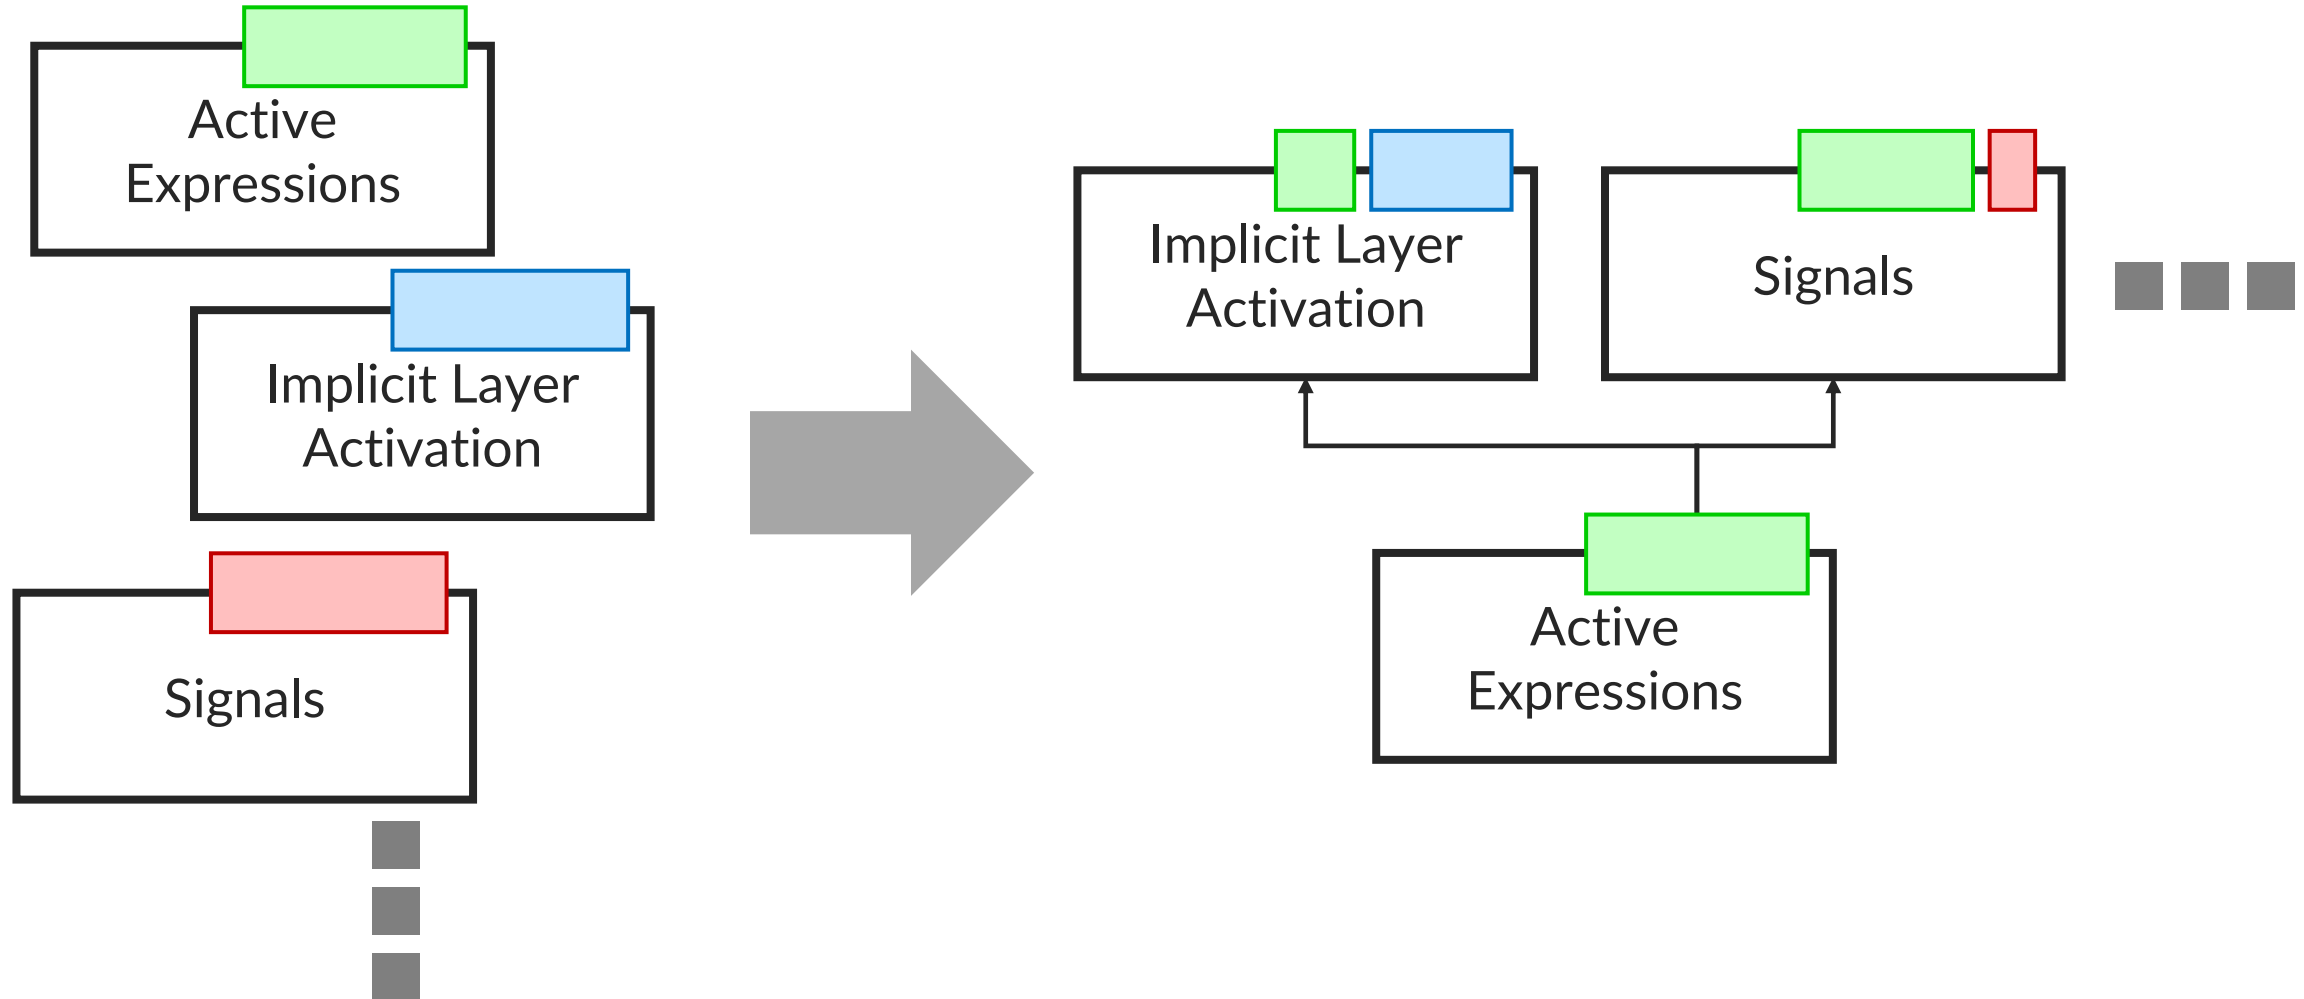 Active
Expressions
Implicit Layer
Activation
Signals
Implicit Layer
Activation
Signals
Active
Expressions